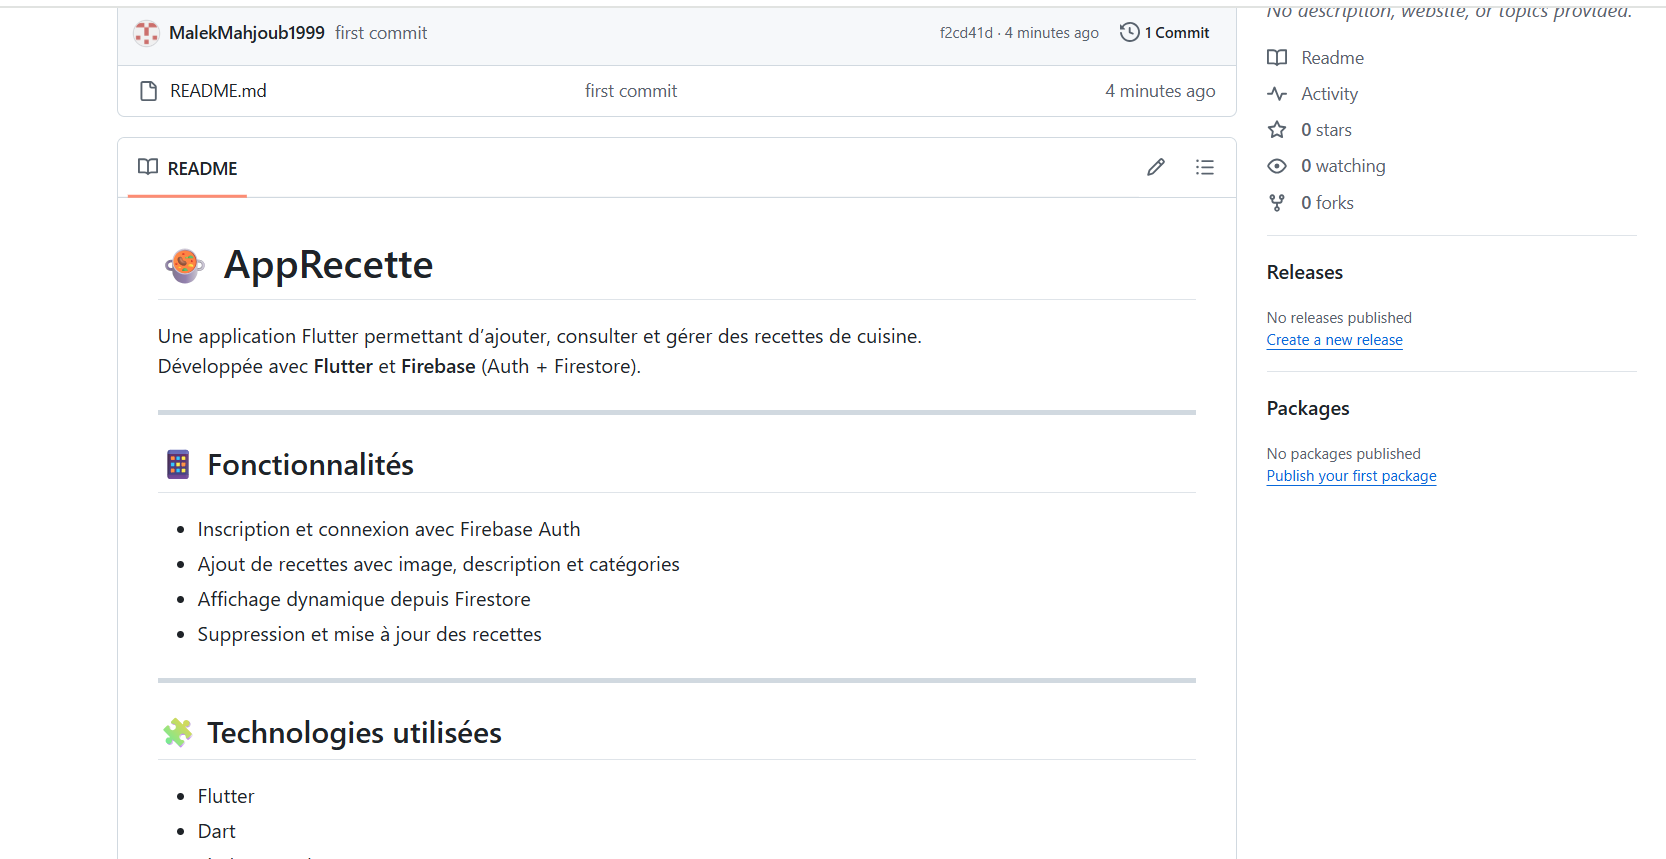 No description, website, or topics provided.
MalekMahjoub1999 first commit f2cd41d · 4 minutes ago 1 Commit
README.md first commit 4 minutes ago
Readme
Activity
0 stars
0 watching
0 forks
README
AppRecette
Une application Flutter permettant d’ajouter, consulter et gérer des recettes de cuisine.
Développée avec Flutter et Firebase (Auth + Firestore).
Fonctionnalités
Inscription et connexion avec Firebase Auth
Ajout de recettes avec image, description et catégories
Affichage dynamique depuis Firestore
Suppression et mise à jour des recettes
Technologies utilisées
Flutter
Dart
Releases
No releases published
Create a new release
Packages
No packages published
Publish your first package